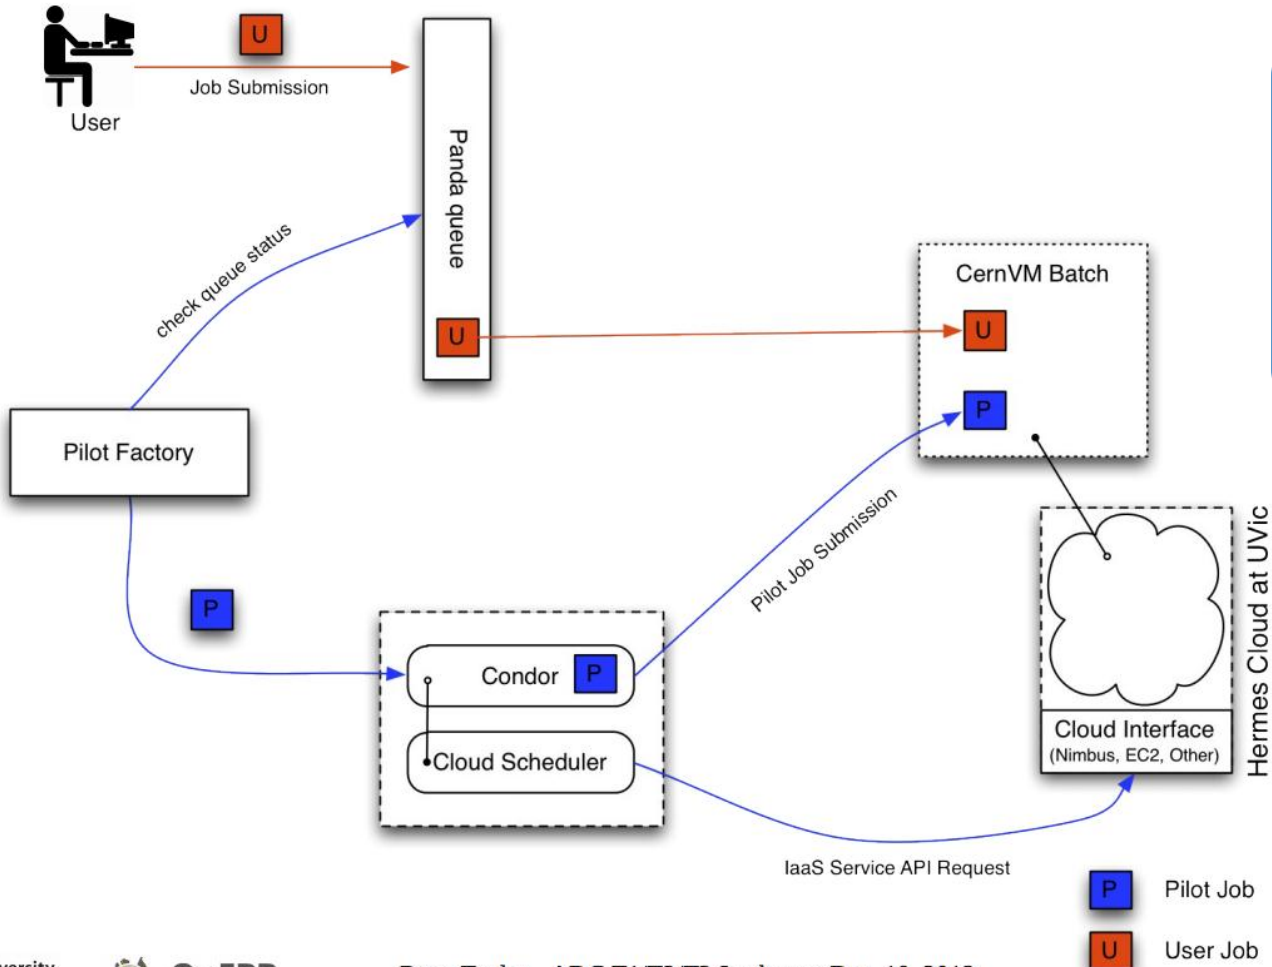 U
Job Submission
User
Panda queue
check queue status
U
CernVM Batch
U
P
Pilot Factory
Pilot Job Submission
P
Condor
P
Cloud Scheduler
Hermes Cloud at UVic
Cloud Interface
(Nimbus, EC2, Other)
IaaS Service API Request
P Pilot Job
U User Job